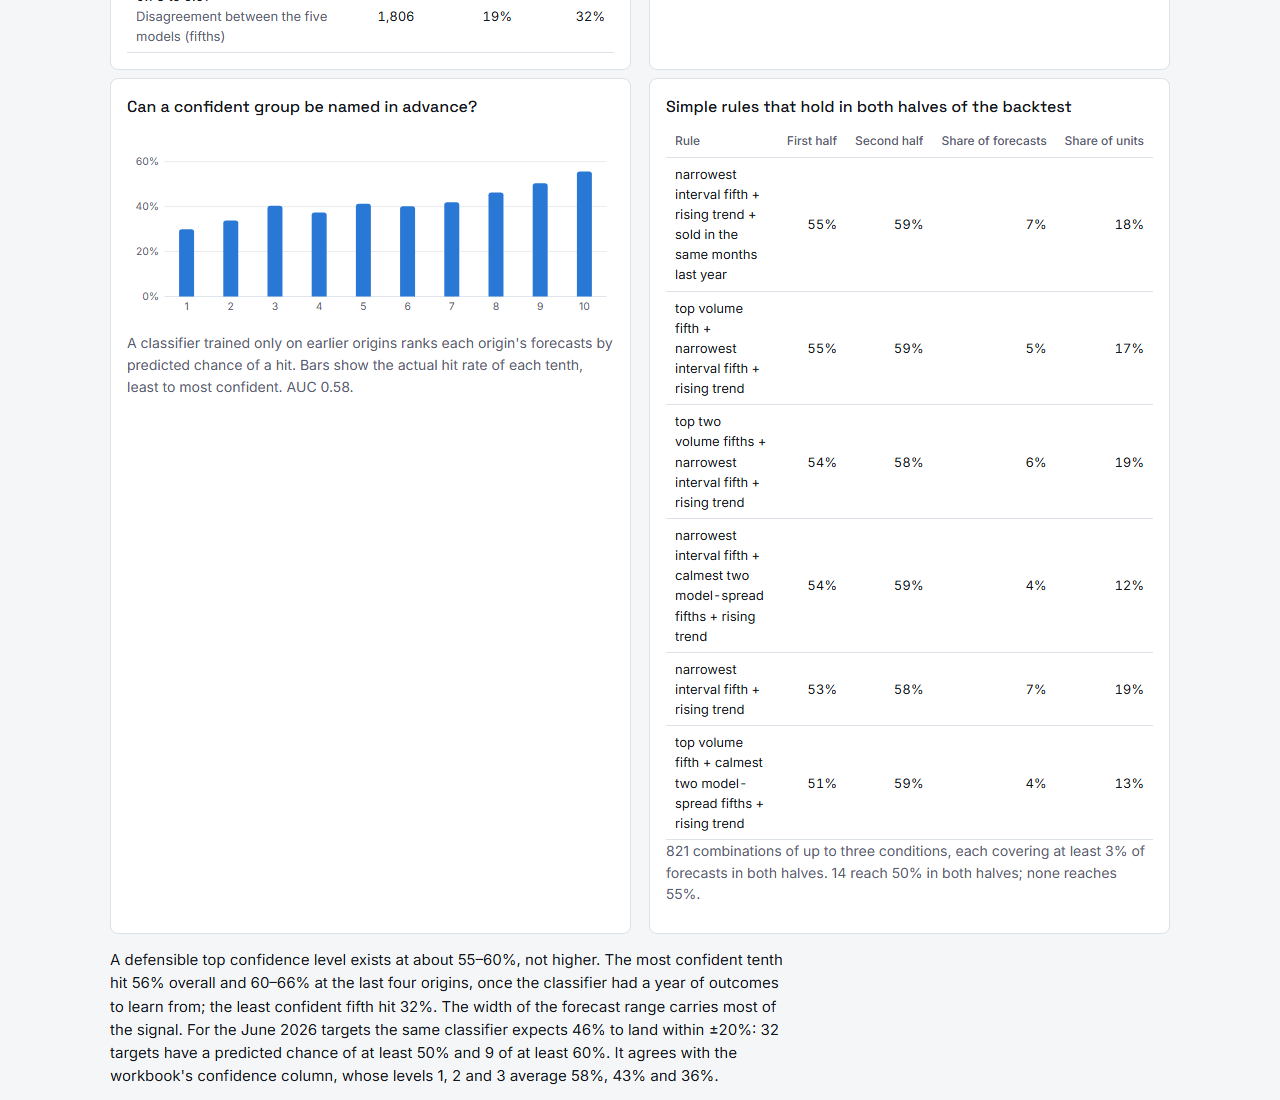 Disagreement between the five
models (fifths)
1,806
19%
32%
Can a confident group be named in advance?
60%
40%
20%
0%
1 2 3 4 5 6 7 8 9 10
A classifier trained only on earlier origins ranks each origin's forecasts by
predicted chance of a hit. Bars show the actual hit rate of each tenth,
least to most confident. AUC 0.58.
Simple rules that hold in both halves of the backtest
Rule First half Second half Share of forecasts Share of units
narrowest
interval fifth +
rising trend +
sold in the
same months
last year
55% 59% 7% 18%
top volume
fifth +
narrowest
interval fifth +
rising trend
55% 59% 5% 17%
top two
volume fifths +
narrowest
interval fifth +
rising trend
54% 58% 6% 19%
narrowest
interval fifth +
calmest two
model-spread
fifths + rising
trend
54% 59% 4% 12%
narrowest
interval fifth +
rising trend
53% 58% 7% 19%
top volume
fifth + calmest
two model-
spread fifths +
rising trend
51% 59% 4% 13%
821 combinations of up to three conditions, each covering at least 3% of
forecasts in both halves. 14 reach 50% in both halves; none reaches
55%.
A defensible top confidence level exists at about 55–60%, not higher. The most confident tenth
hit 56% overall and 60–66% at the last four origins, once the classifier had a year of outcomes
to learn from; the least confident fifth hit 32%. The width of the forecast range carries most of
the signal. For the June 2026 targets the same classifier expects 46% to land within ±20%: 32
targets have a predicted chance of at least 50% and 9 of at least 60%. It agrees with the
workbook's confidence column, whose levels 1, 2 and 3 average 58%, 43% and 36%.